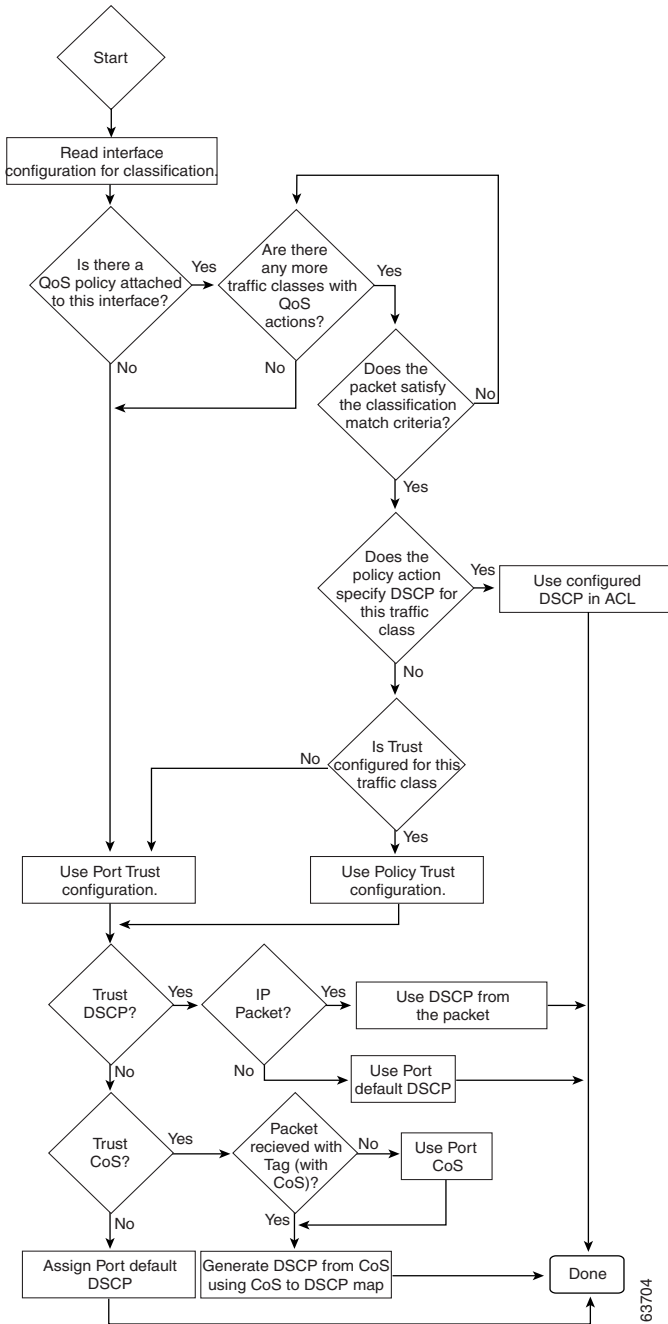 Start
Read interface
configuration for classification.
Is there a
QoS policy attached
to this interface?
Yes
Are there
any more
traffic classes with
QoS
actions?
Yes
No
No
Does the
packet satisfy
the classification
match criteria?
No
Yes
Does the
policy action
specify DSCP for
this traffic
class
Yes
Use configured
DSCP in ACL
No
Is Trust
configured for this
traffic class
No
Yes
Use Port Trust
configuration.
Use Policy Trust
configuration.
Trust
DSCP?
Yes
IP
Packet?
Yes
Use DSCP from
the packet
No
No
Use Port
default DSCP
Trust
CoS?
Yes
Packet
recieved with
Tag (with
CoS)?
No
Use Port
CoS
Yes
No
Assign Port default
DSCP
Generate DSCP from CoS
using CoS to DSCP map
Done
63704